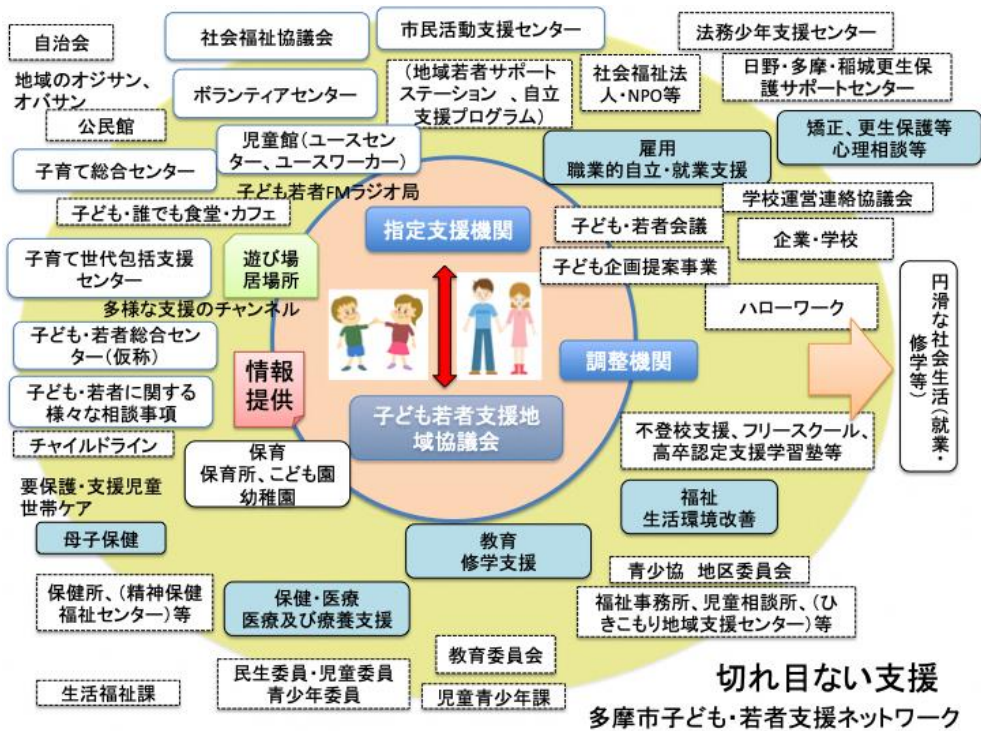 自治会
社会福祉協議会
市民活動支援センター
法務少年支援センター
地域のオジサン、
オバサン
ボランティアセンター
(地域若者サポート
ステーション 、自立
支援プログラム)
社会福祉法
人・NPO等
日野・多摩・稲城更生保
護サポートセンター
公民館
児童館(ユースセン
ター、ユースワーカー)
雇用
職業的自立・就業支援
矯正、更生保護等
心理相談等
子育て総合センター
子ども若者FMラジオ局
子ども・誰でも食堂・カフェ
指定支援機関
子ども・若者会議
学校運営連絡協議会
企業・学校
子育て世代包括支援
センター
遊び場
居場所
子ども企画提案事業
多様な支援のチャンネル
ハローワーク
円滑な社会生活(就業・
修学等)
子ども・若者総合セン
ター(仮称)
情報
提供
調整機関
子ども・若者に関する
様々な相談事項
子ども若者支援地
域協議会
チャイルドライン
保育
保育所、こども園
幼稚園
不登校支援、フリースクール、
高卒認定支援学習塾等
要保護・支援児童
世帯ケア
福祉
生活環境改善
母子保健
教育
修学支援
青少協 地区委員会
保健所、(精神保健
福祉センター)等
保健・医療
医療及び療養支援
福祉事務所、児童相談所、(ひ
きこもり地域支援センター)等
教育委員会
民生委員・児童委員
青少年委員
生活福祉課
児童青少年課
切れ目ない支援
多摩市子ども・若者支援ネットワーク